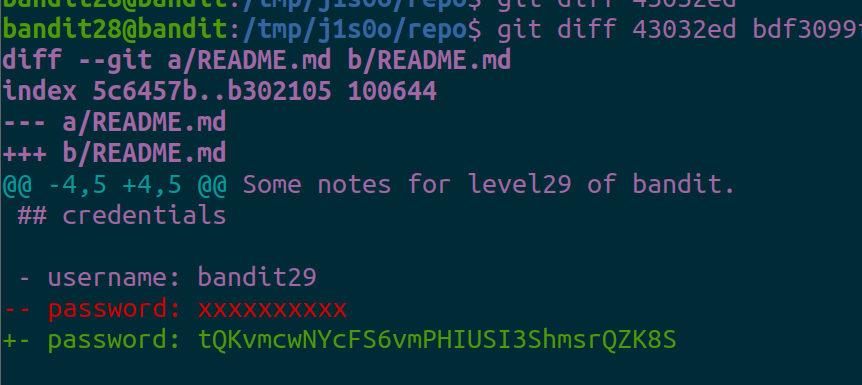 bandit28@bandit:/tmp/j1s0o/repo$ git diff 43032ed
bandit28@bandit:/tmp/j1s0o/repo$ git diff 43032ed bdf3099
diff --git a/README.md b/README.md
index 5c6457b..b302105 100644
--- a/README.md
+++ b/README.md
@@ -4,5 +4,5 @@ Some notes for level29 of bandit.
 ## credentials

 - username: bandit29
-- password: xxxxxxxxxx
+- password: tQKvmcwNYcFS6vmPHIUSI3ShmsrQZK8S